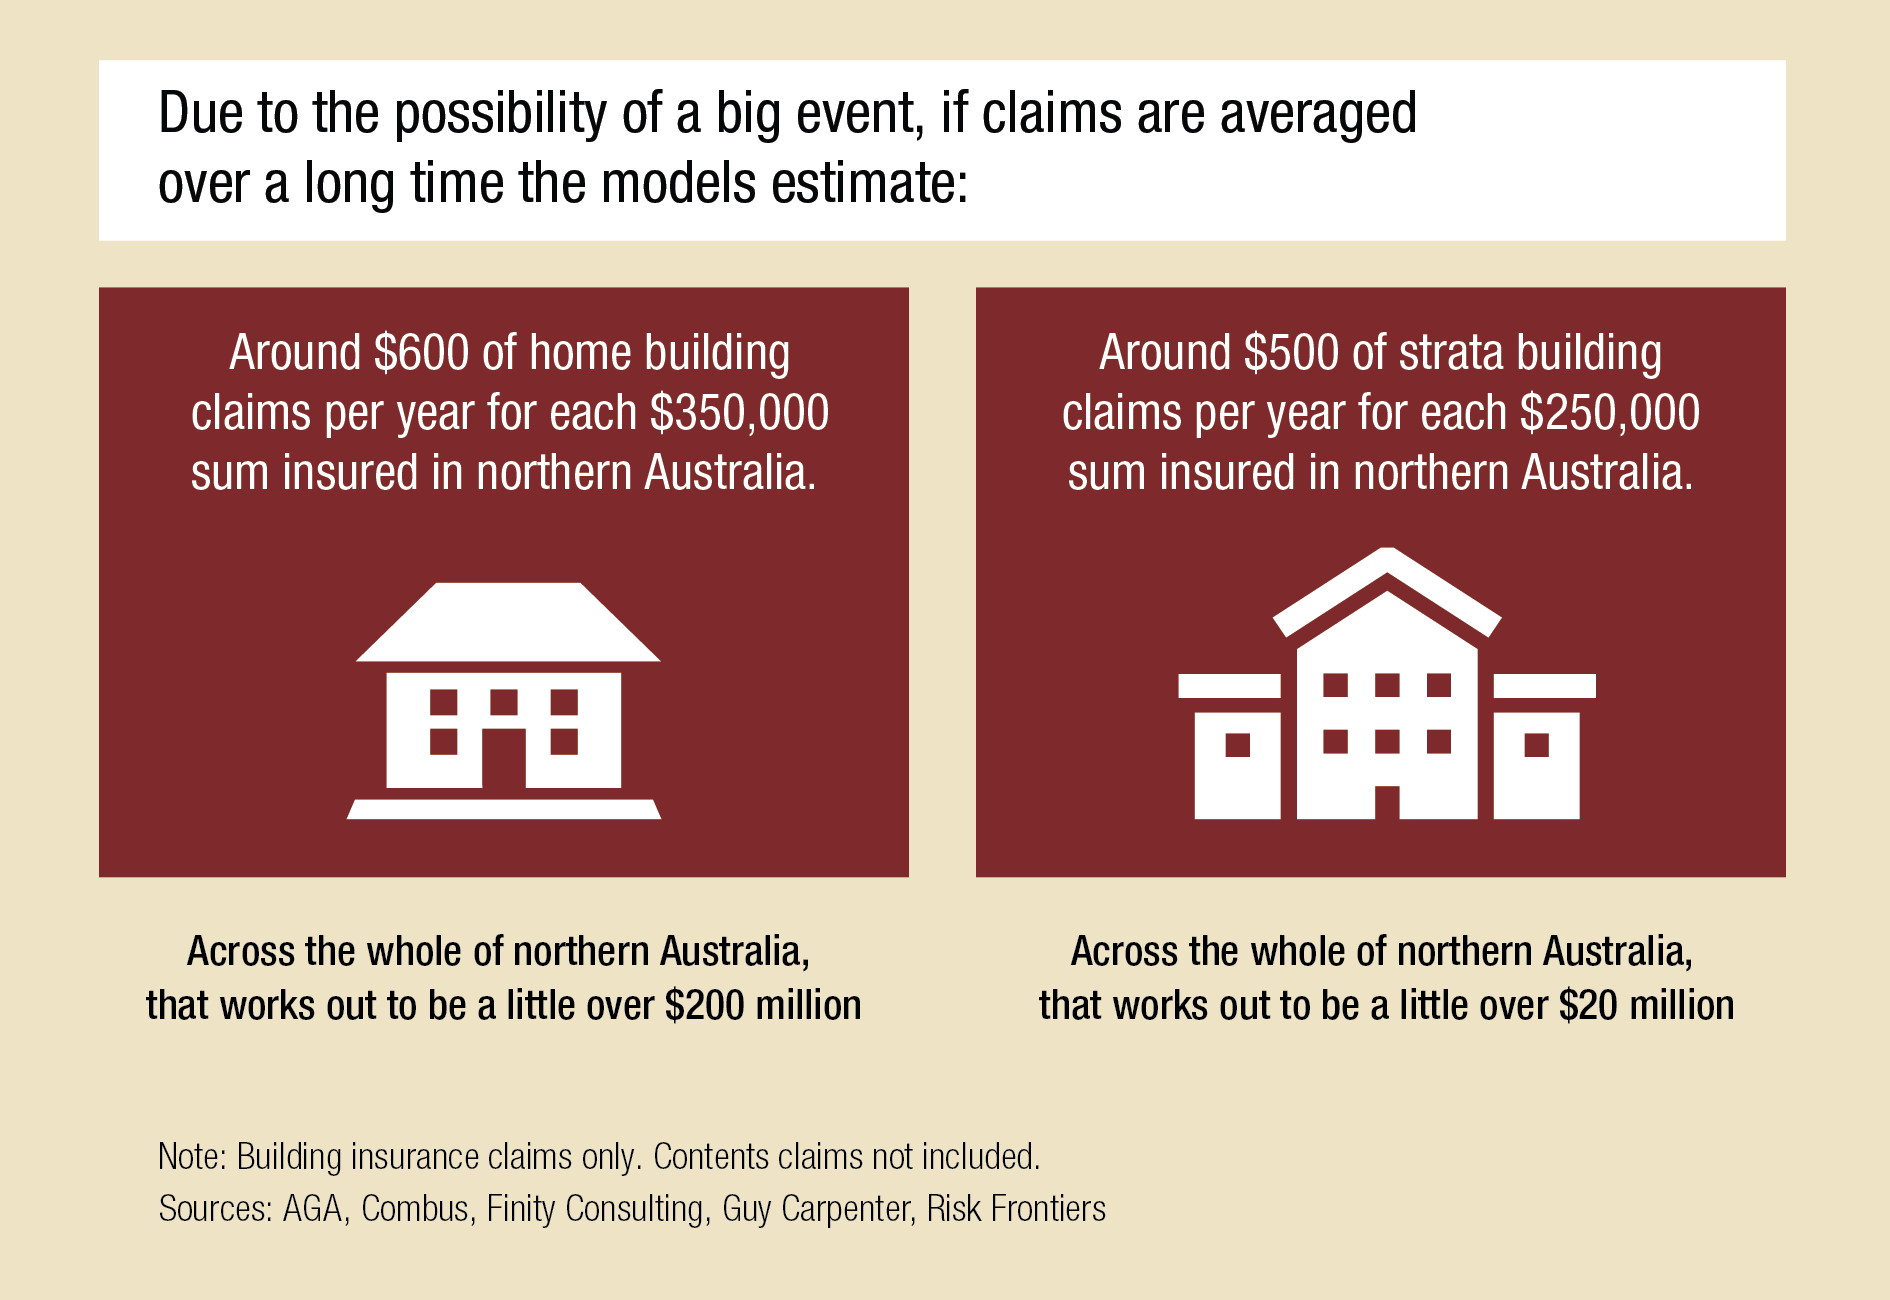 Due to the possibility of a big event, if claims are averaged
over a long time the models estimate:
Around $600 of home building
claims per year for each $350,000
sum insured in northern Australia.
Around $500 of strata building
claims per year for each $250,000
sum insured in northern Australia.
Across the whole of northern Australia,
that works out to be a little over $200 million
Across the whole of northern Australia,
that works out to be a little over $20 million
Note: Building insurance claims only. Contents claims not included.
Sources: AGA, Combus, Finity Consulting, Guy Carpenter, Risk Frontiers